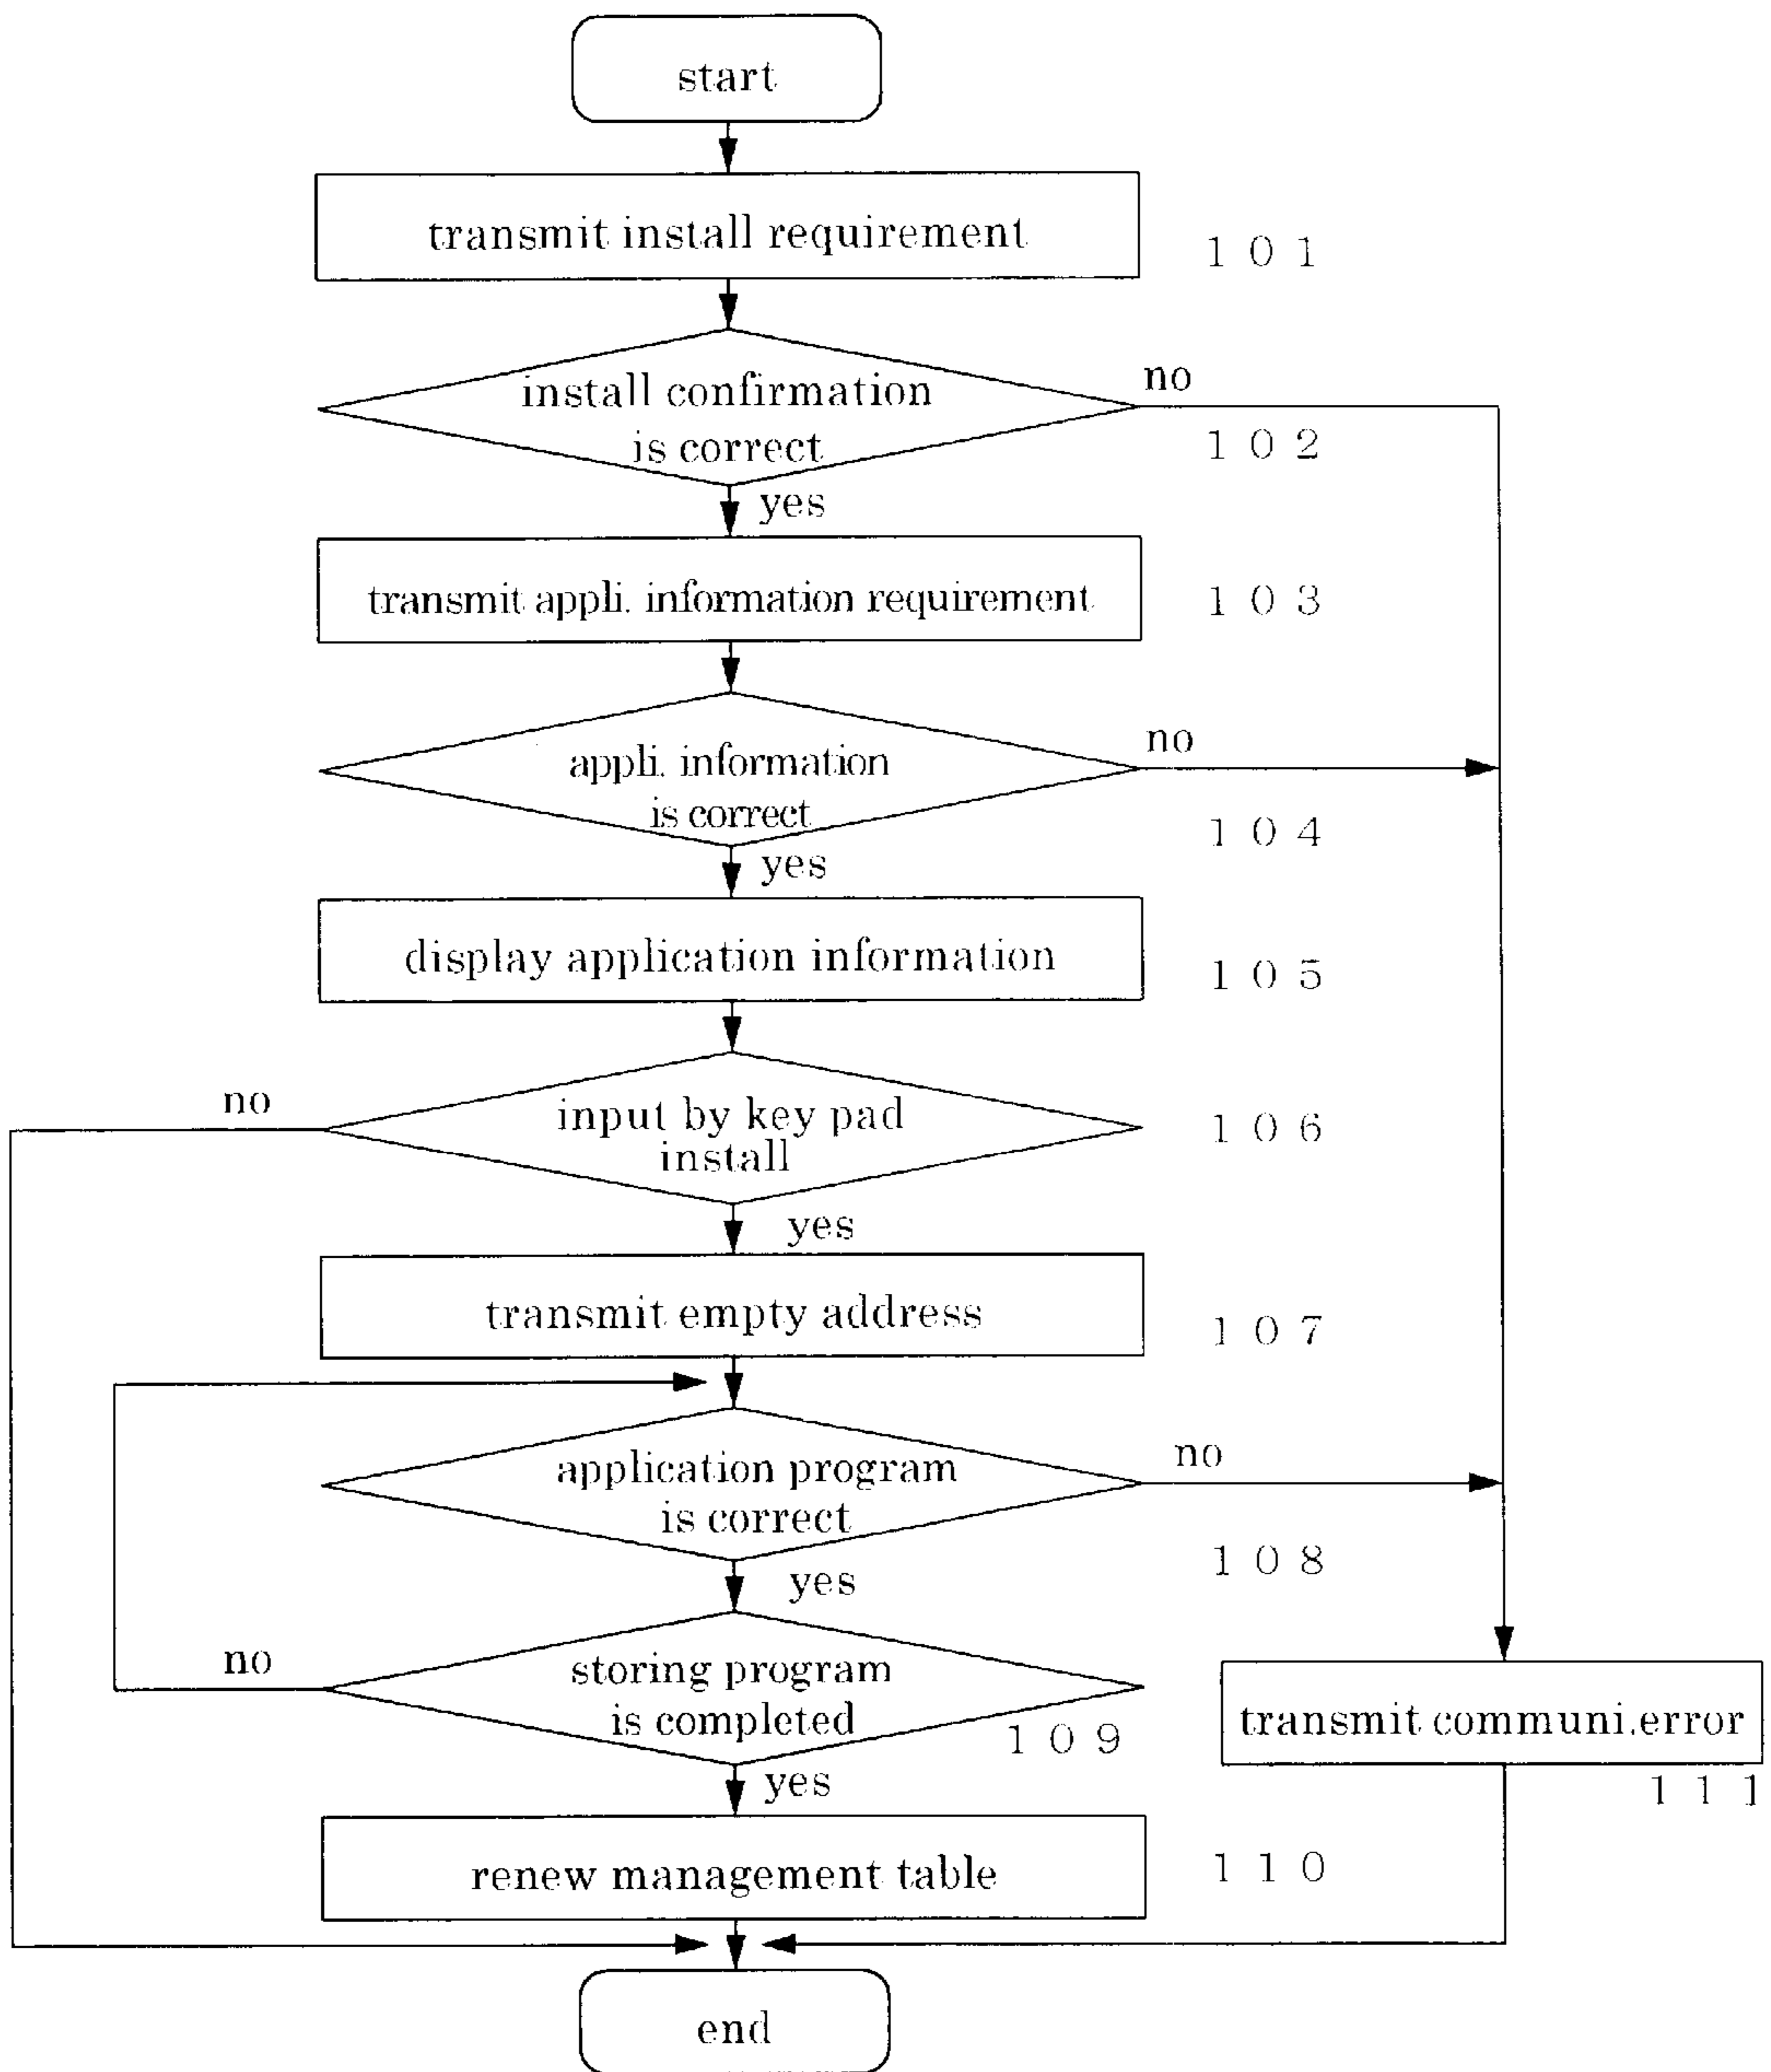 start
transmit install requirement
1 0 1
install confirmation
is correct
no
1 0 2
yes
transmit appli. information requirement
1 0 3
appli. information
is correct
no
1 0 4
yes
display application information
1 0 5
no
input by key pad
install
1 0 6
yes
transmit empty address
1 0 7
application program
is correct
no
1 0 8
yes
no
storing program
is completed
1 0 9
transmit communi.error
1 1 1
yes
renew management table
1 1 0
end